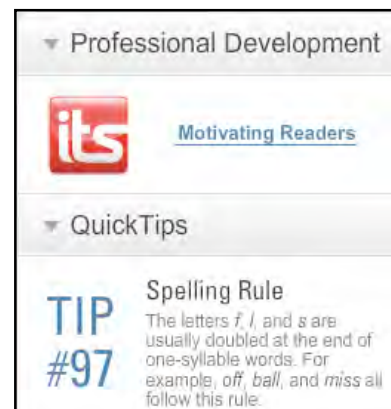 Professional Development
its
Motivating Readers
QuickTips
TIP
#97
Spelling Rule
The letters f, l, and s are
usually doubled at the end of
one-syllable words. For
example, off, ball, and miss all
follow this rule.